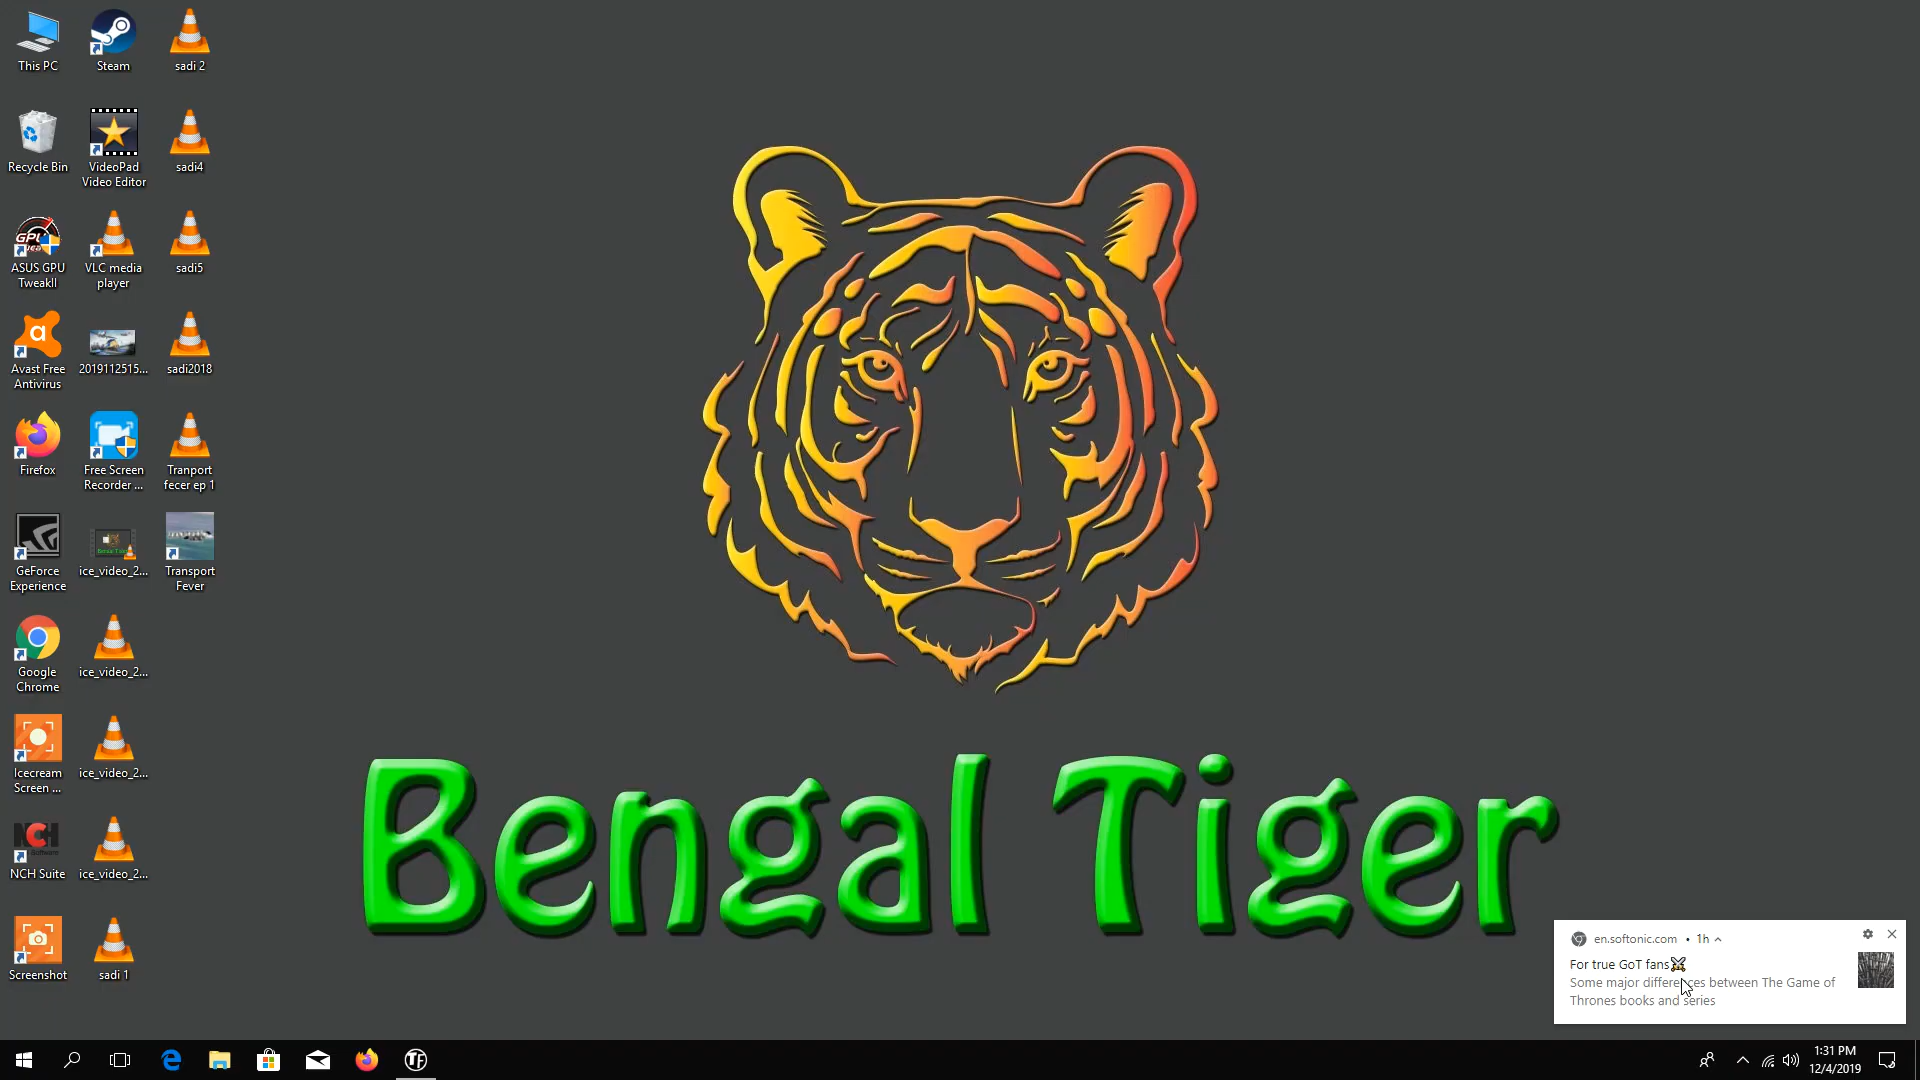 This PC
Steam
sadi 2
Recycle Bin
VideoPad
Video Editor
sadi4
ASUS GPU
TweakII
VLC media
player
sadi5
Avast Free
Antivirus
2019112515...
sadi2018
Firefox
Free Screen
Recorder ...
Tranport
fecer ep 1
GeForce
Experience
ice_video_2...
Transport
Fever
Google
Chrome
ice_video_2...
Icecream
Screen ...
ice_video_2...
NCH
NCH Suite
ice_video_2...
Screenshot
sadi 1
Bengal Tiger
en.softonic.com • 1h
For true GoT fans
Some major differences between The Game of
Thrones books and series
1:31 PM
12/4/2019